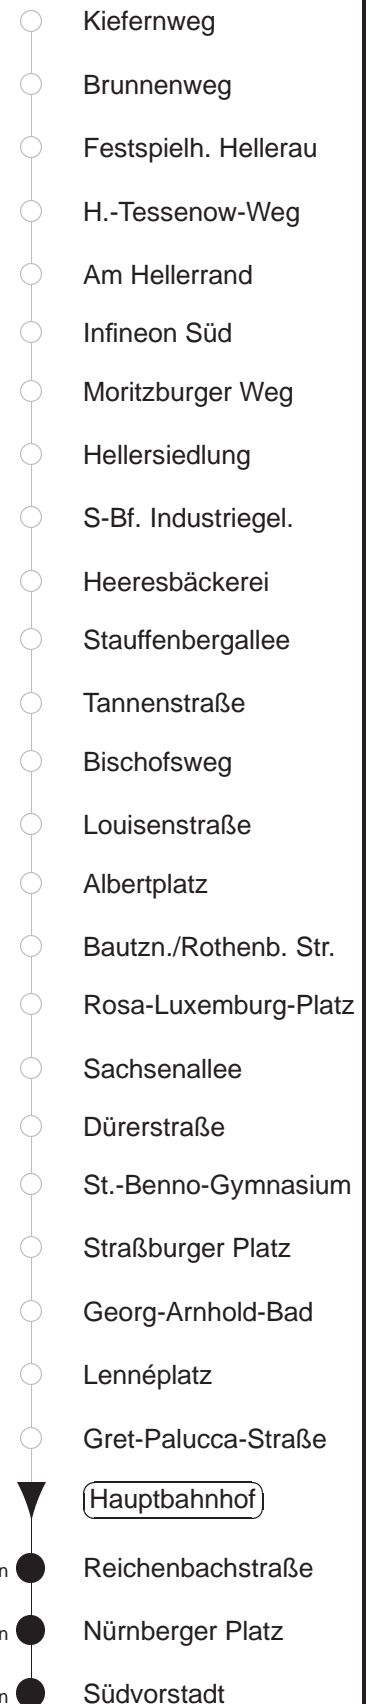 Kiefernweg
Brunnenweg
Festspielh. Hellerau
H.-Tessenow-Weg
Am Hellerrand
Infineon Süd
Moritzburger Weg
Hellersiedlung
S-Bf. Industriegel.
Heeresbäckerei
Stauffenbergallee
Tannenstraße
Bischofsweg
Louisenstraße
Albertplatz
Bautzn./Rothenb. Str.
Rosa-Luxemburg-Platz
Sachsenallee
Dürerstraße
St.-Benno-Gymnasium
Straßburger Platz
Georg-Arnhold-Bad
Lennéplatz
Gret-Palucca-Straße
Hauptbahnhof
Reichenbachstraße
Nürnberger Platz
Südvorstadt